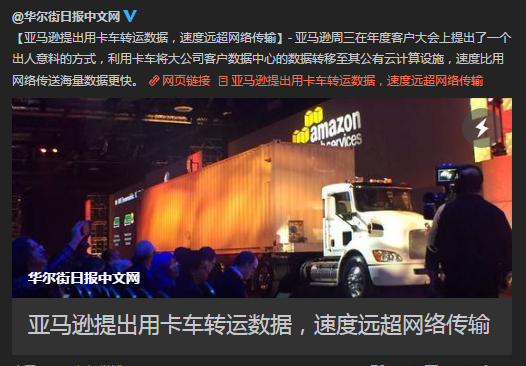 @华尔街日报中文网
【亚马逊提出用卡车转运数据，速度远超网络传输】- 亚马逊周三在年度客户大会上提出了一个
出人意料的方式，利用卡车将大公司客户数据中心的数据转移至其公有云计算设施，速度比用
网络传送海量数据更快。 网页链接 亚马逊提出用卡车转运数据，速度远超网络传输
amazon
services
华尔街日报中文网
亚马逊提出用卡车转运数据，速度远超网络传输